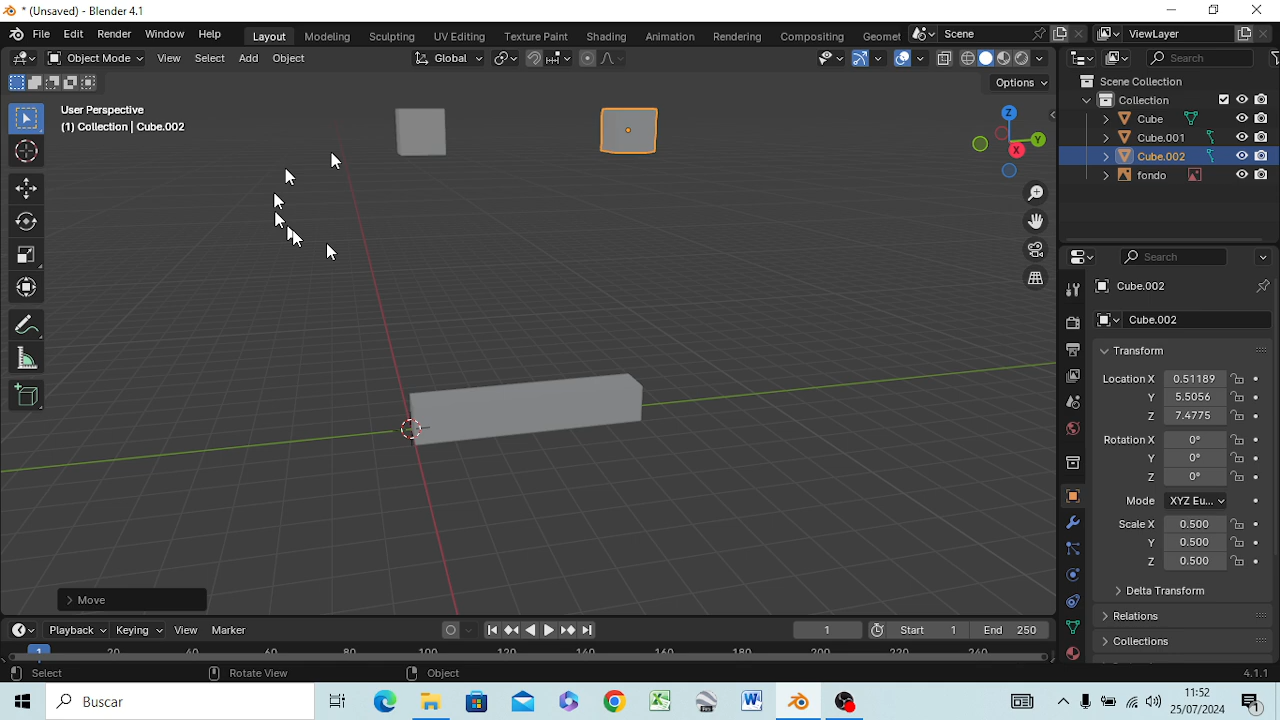 * (Unsaved) - Blender 4.1
File Edit Render Window Help Layout Modeling Sculpting UV Editing Texture Paint Shading Animation Rendering Compositing Geomet Scene ViewLayer
Object Mode View Select Add Object Global Search
Options
User Perspective
(1) Collection | Cube.002
Z
Y
X
Scene Collection
Collection
Cube
Cube.001
Cube.002
fondo
Search
Cube.002
Cube.002
Transform
Location X 0.51189
Y 5.5056
Z 7.4775
Rotation X 0°
Y 0°
Z 0°
Mode XYZ Eu...
Scale X 0.500
Y 0.500
Z 0.500
Delta Transform
Relations
Collections
Move
Playback Keying View Marker 1 Start 1 End 250
1 20 40 60 80 100 120 140 160 180 200 220 240
Select Rotate View Object 4.1.1
Buscar
11:52
25/07/2024
1